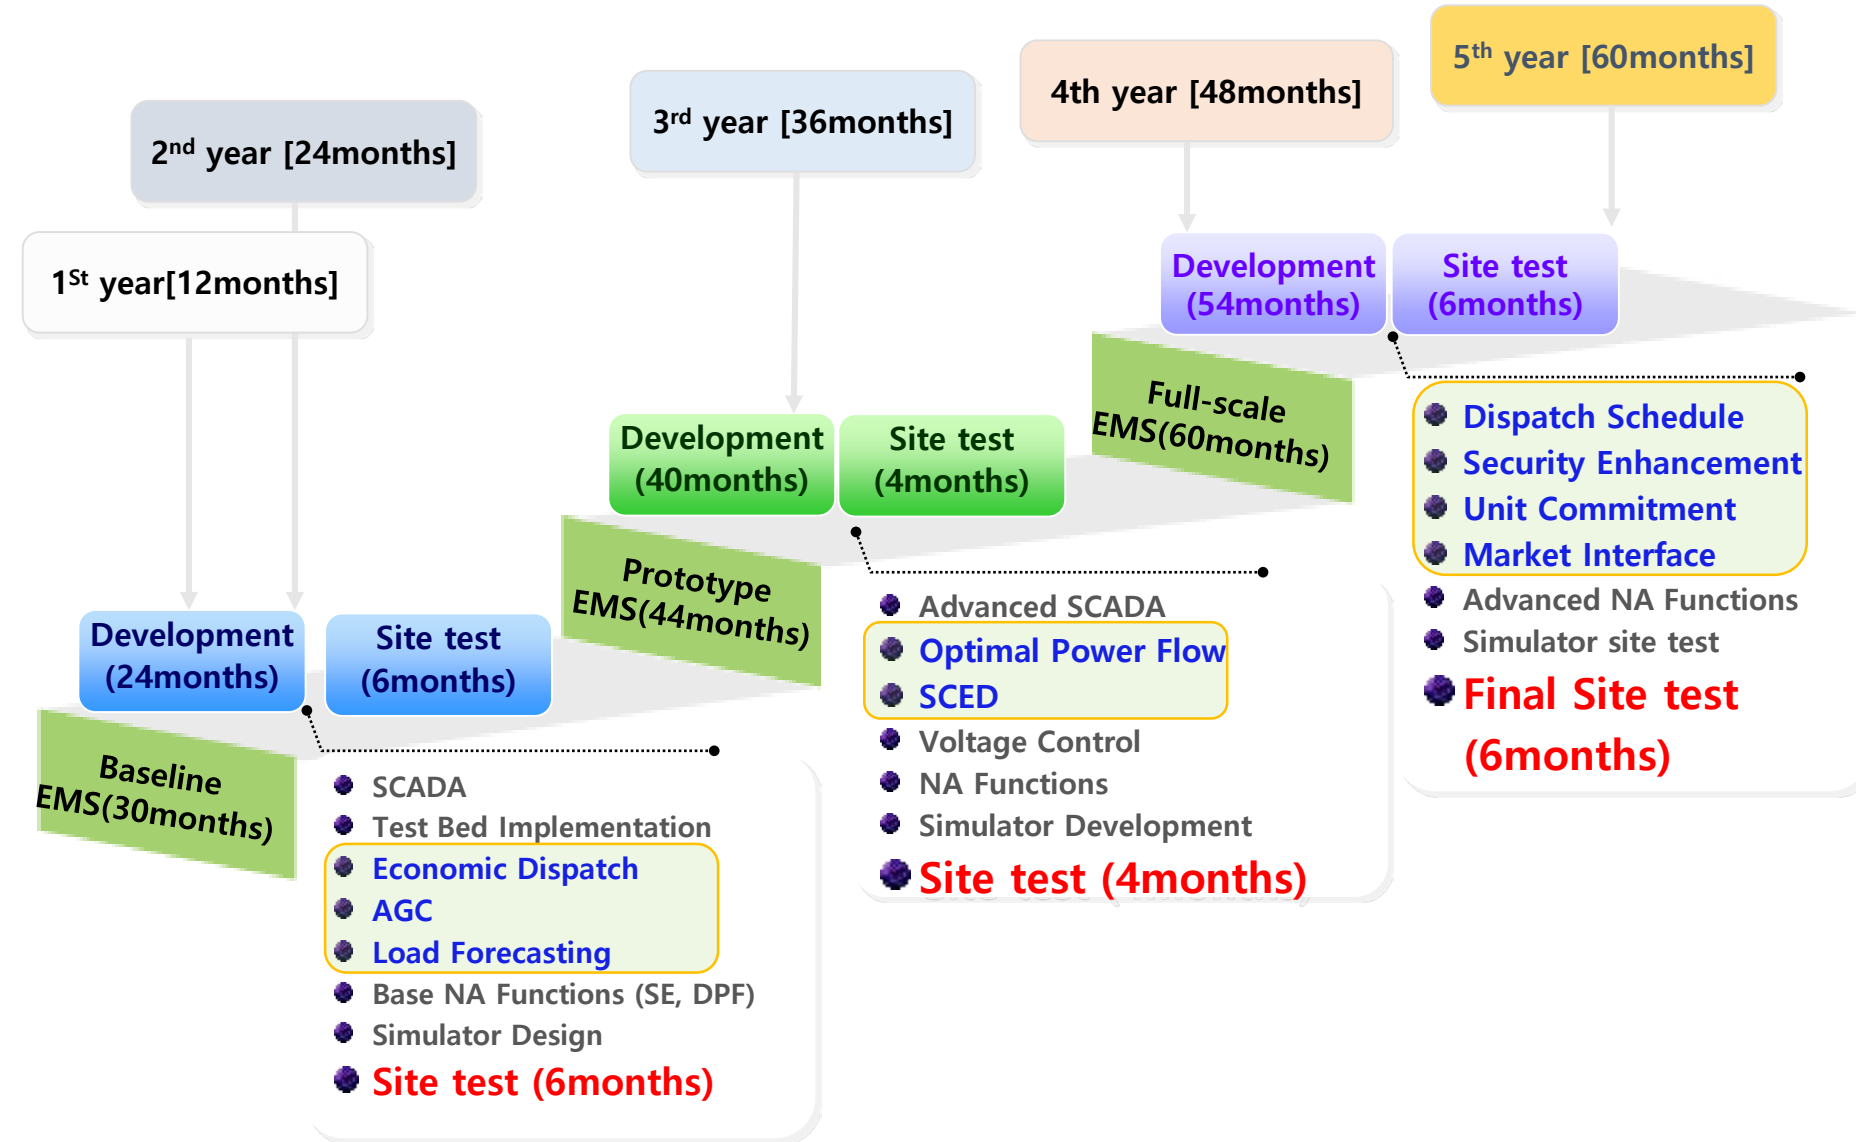 5th year [60months]
4th year [48months]
3rd year [36months]
2nd year [24months]
1St year[12months]
Development
(54months)
Site test
(6months)
Full-scale
EMS(60months)
Dispatch Schedule
Security Enhancement
Unit Commitment
Market Interface
Advanced NA Functions
Simulator site test
Final Site test
(6months)
Development
(40months)
Site test
(4months)
Prototype
EMS(44months)
Advanced SCADA
Optimal Power Flow
SCED
Voltage Control
NA Functions
Simulator Development
Site test (4months)
Development
(24months)
Site test
(6months)
Baseline
EMS(30months)
SCADA
Test Bed Implementation
Economic Dispatch
AGC
Load Forecasting
Base NA Functions (SE, DPF)
Simulator Design
Site test (6months)